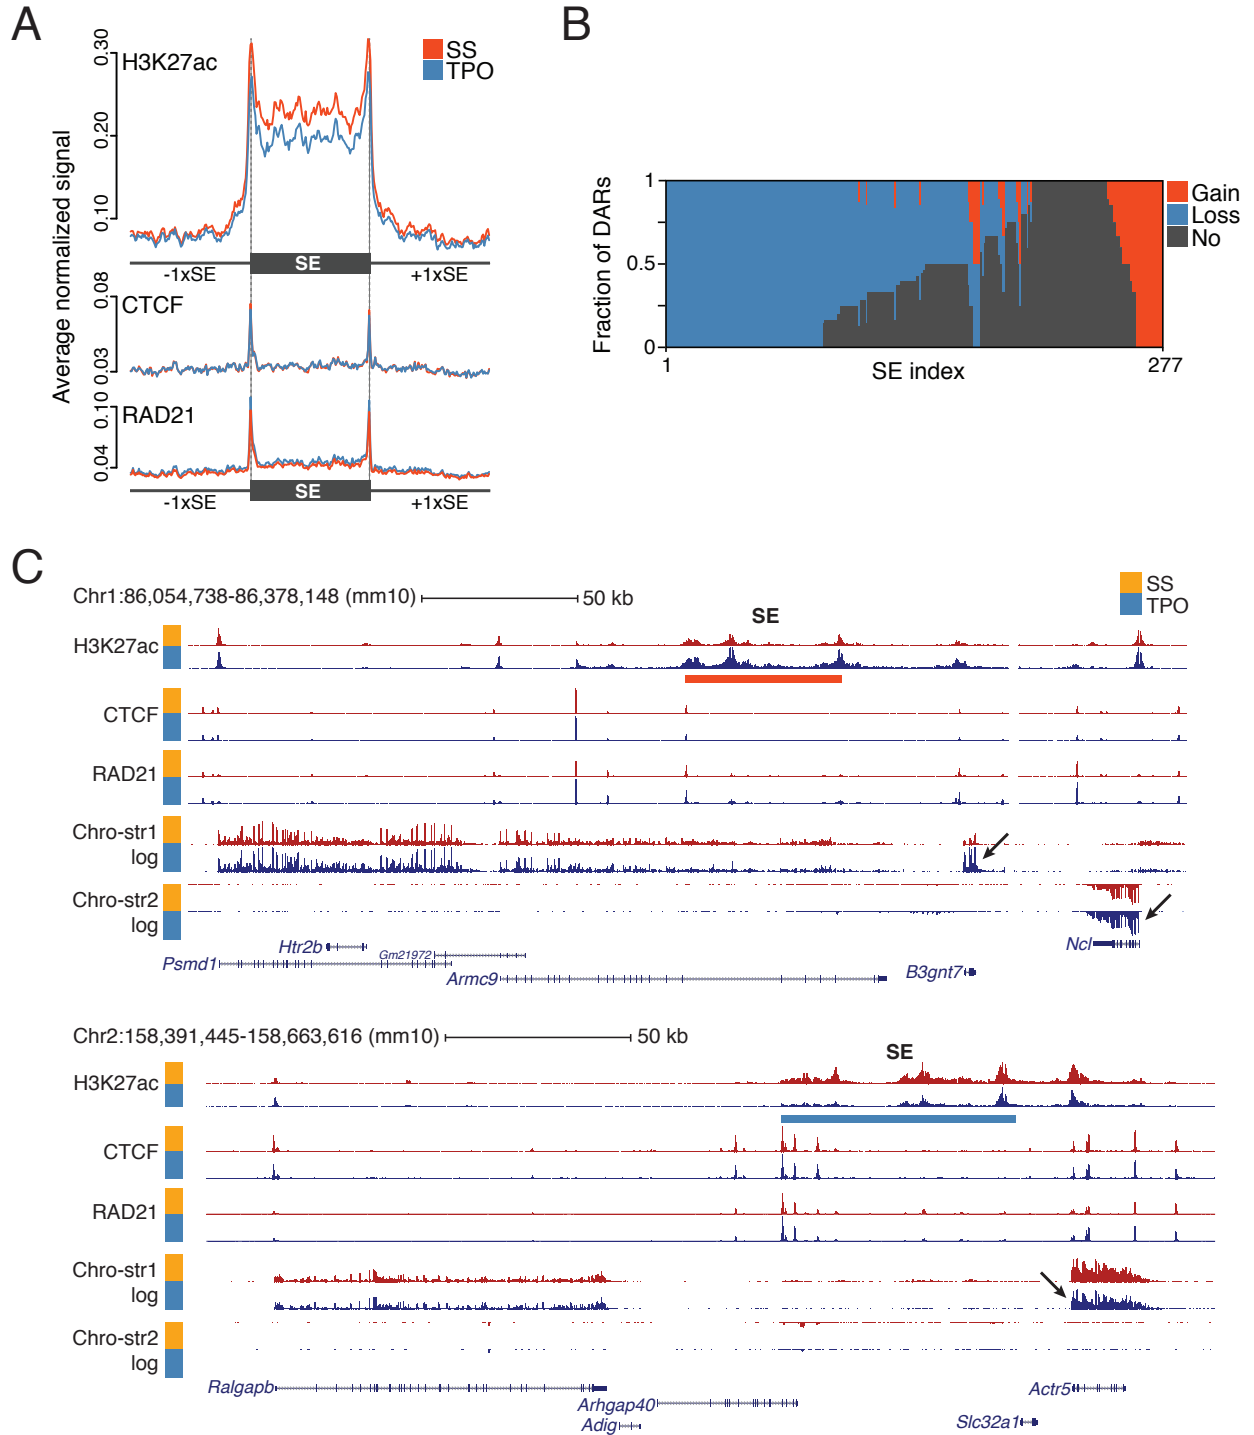 A
0.30
H3K27ac
SS
TPO
0.20
0.10
Average normalized signal
SE
-1xSE
+1xSE
0.08
CTCF
0.03
0.10
RAD21
0.04
SE
-1xSE
+1xSE
B
Fraction of DARs
1
0.5
0
Gain
Loss
No
1
SE index
277
C
Chr1:86,054,738-86,378,148 (mm10)
50 kb
SS
TPO
SE
H3K27ac
CTCF
RAD21
Chro-str1
log
Chro-str2
log
Htr2b
Gm21972
Ncl
Psmd1
Armc9
B3gnt7
Chr2:158,391,445-158,663,616 (mm10)
50 kb
SE
H3K27ac
CTCF
RAD21
Chro-str1
log
Chro-str2
log
Ralgapb
Actr5
Arhgap40
Adig
Slc32a1